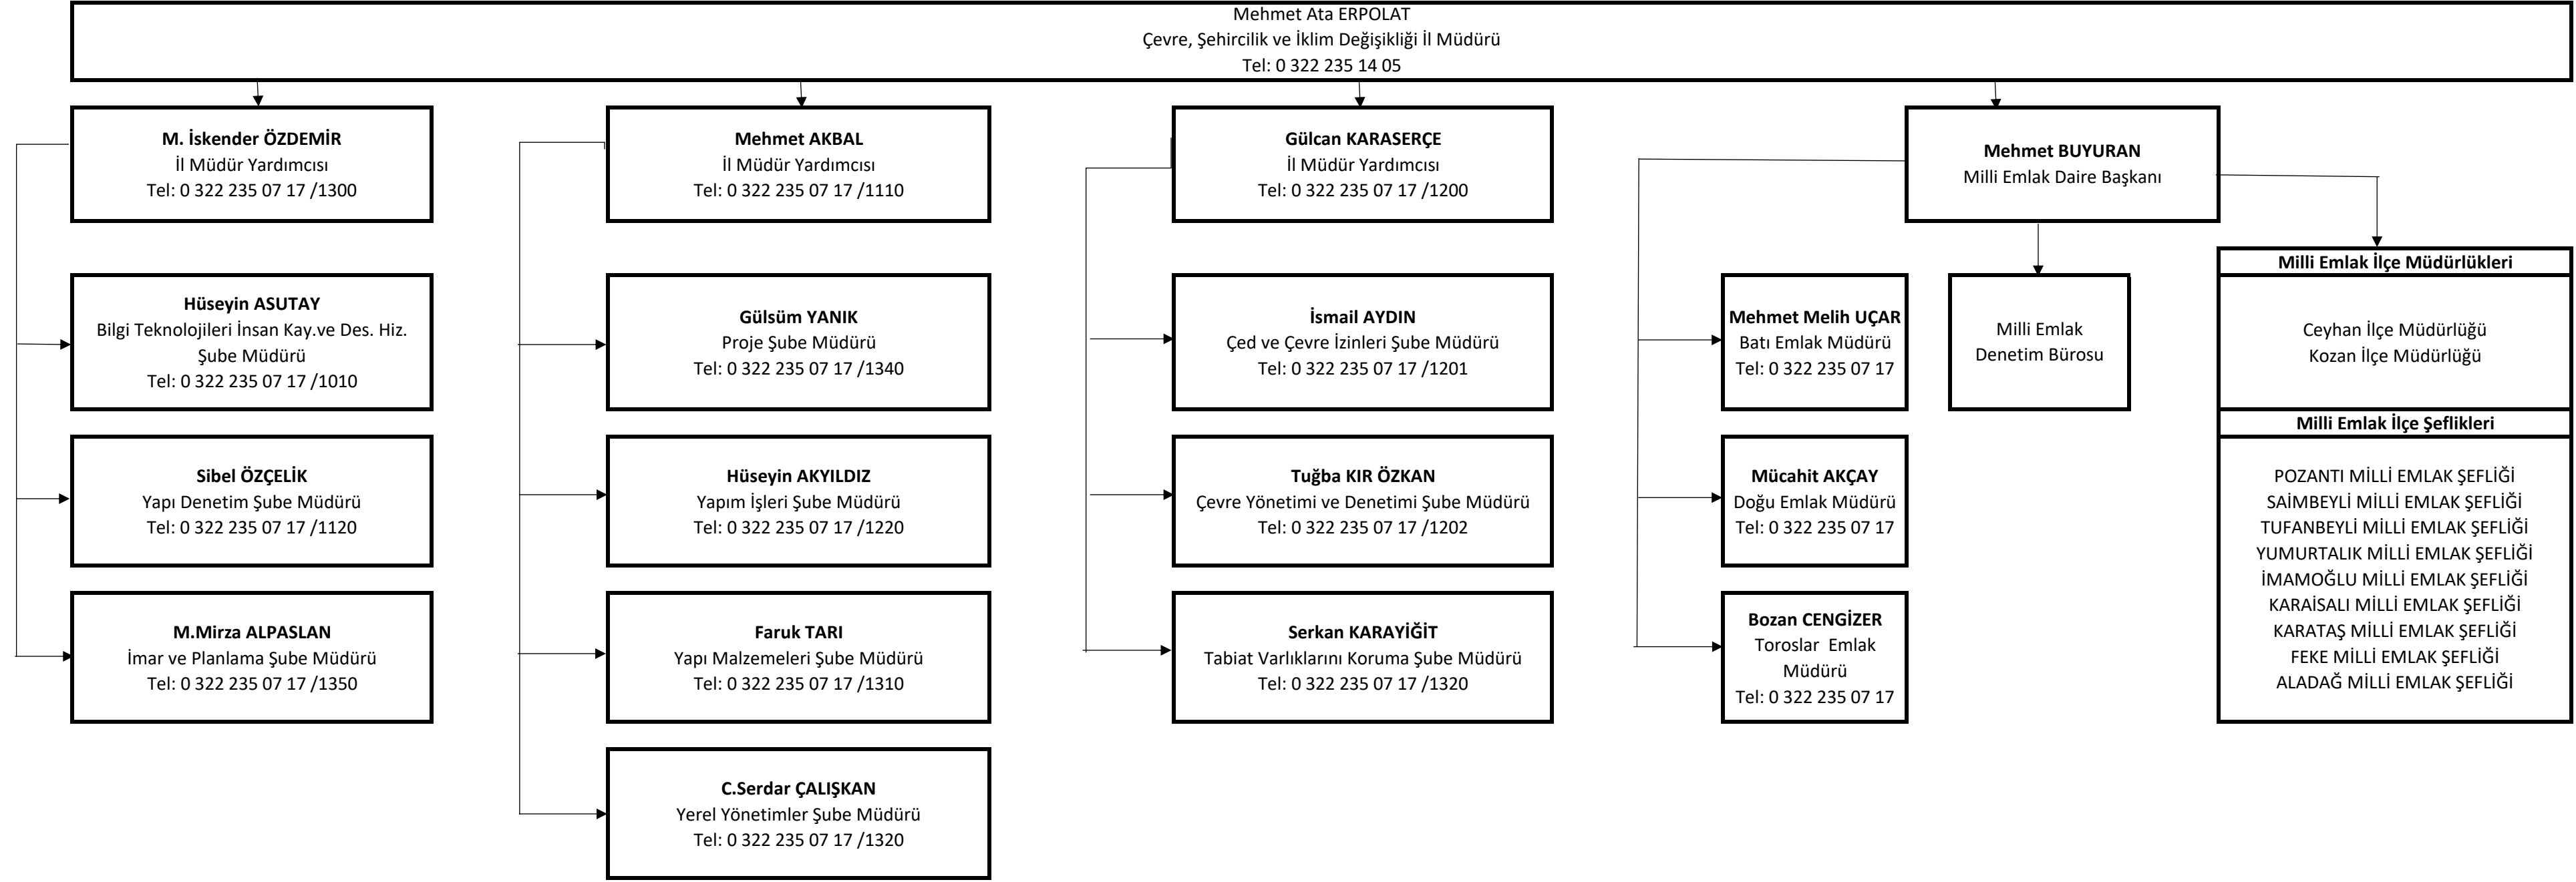 Mehmet Ata ERPOLAT
Çevre, Şehircilik ve İklim Değişikliği İl Müdürü
Tel: 0 322 235 14 05
M. İskender ÖZDEMİR
İl Müdür Yardımcısı
Tel: 0 322 235 07 17 /1300
Hüseyin ASUTAY
Bilgi Teknolojileri İnsan Kay.ve Des. Hiz.
Şube Müdürü
Tel: 0 322 235 07 17 /1010
Sibel ÖZÇELİK
Yapı Denetim Şube Müdürü
Tel: 0 322 235 07 17 /1120
M.Mirza ALPASLAN
İmar ve Planlama Şube Müdürü
Tel: 0 322 235 07 17 /1350
Mehmet AKBAL
İl Müdür Yardımcısı
Tel: 0 322 235 07 17 /1110
Gülsüm YANIK
Proje Şube Müdürü
Tel: 0 322 235 07 17 /1340
Hüseyin AKYILDIZ
Yapım İşleri Şube Müdürü
Tel: 0 322 235 07 17 /1220
Faruk TARI
Yapı Malzemeleri Şube Müdürü
Tel: 0 322 235 07 17 /1310
C.Serdar ÇALIŞKAN
Yerel Yönetimler Şube Müdürü
Tel: 0 322 235 07 17 /1320
Gülcan KARASERÇE
İl Müdür Yardımcısı
Tel: 0 322 235 07 17 /1200
İsmail AYDIN
Çed ve Çevre İzinleri Şube Müdürü
Tel: 0 322 235 07 17 /1201
Tuğba KIR ÖZKAN
Çevre Yönetimi ve Denetimi Şube Müdürü
Tel: 0 322 235 07 17 /1202
Serkan KARAYİĞİT
Tabiat Varlıklarını Koruma Şube Müdürü
Tel: 0 322 235 07 17 /1320
Mehmet BUYURAN
Milli Emlak Daire Başkanı
Mehmet Melih UÇAR
Batı Emlak Müdürü
Tel: 0 322 235 07 17
Mücahit AKÇAY
Doğu Emlak Müdürü
Tel: 0 322 235 07 17
Bozan CENGİZER
Toroslar Emlak
Müdürü
Tel: 0 322 235 07 17
Milli Emlak
Denetim Bürosu
Milli Emlak İlçe Müdürlükleri
Ceyhan İlçe Müdürlüğü
Kozan İlçe Müdürlüğü
Milli Emlak İlçe Şeflikleri
POZANTI MİLLİ EMLAK ŞEFLİĞİ
SAİMBEYLİ MİLLİ EMLAK ŞEFLİĞİ
TUFANBEYLİ MİLLİ EMLAK ŞEFLİĞİ
YUMURTALIK MİLLİ EMLAK ŞEFLİĞİ
İMAMOĞLU MİLLİ EMLAK ŞEFLİĞİ
KARAİSALI MİLLİ EMLAK ŞEFLİĞİ
KARATAŞ MİLLİ EMLAK ŞEFLİĞİ
FEKE MİLLİ EMLAK ŞEFLİĞİ
ALADAĞ MİLLİ EMLAK ŞEFLİĞİ